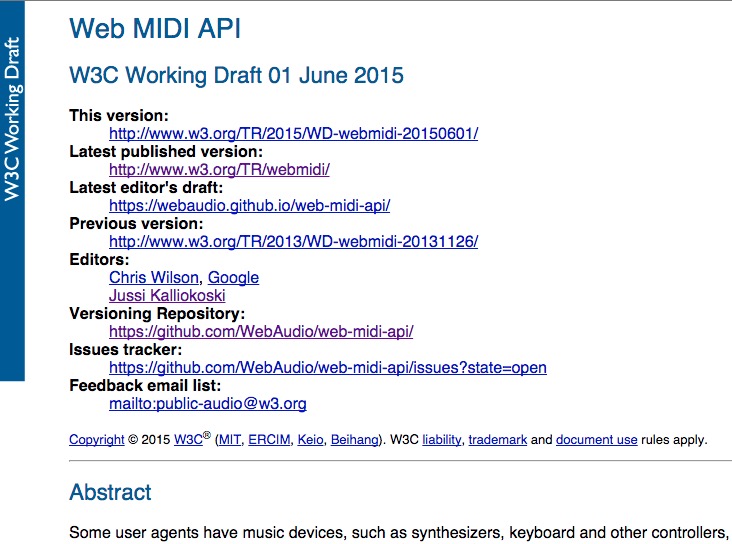 W3C Working Draft
Web MIDI API
W3C Working Draft 01 June 2015
This version:
http://www.w3.org/TR/2015/WD-webmidi-20150601/
Latest published version:
http://www.w3.org/TR/webmidi/
Latest editor's draft:
https://webaudio.github.io/web-midi-api/
Previous version:
http://www.w3.org/TR/2013/WD-webmidi-20131126/
Editors:
Chris Wilson, Google
Jussi Kalliokoski
Versioning Repository:
https://github.com/WebAudio/web-midi-api/
Issues tracker:
https://github.com/WebAudio/web-midi-api/issues?state=open
Feedback email list:
mailto:public-audio@w3.org
Copyright © 2015 W3C® (MIT, ERCIM, Keio, Beihang). W3C liability, trademark and document use rules apply.
Abstract
Some user agents have music devices, such as synthesizers, keyboard and other controllers,